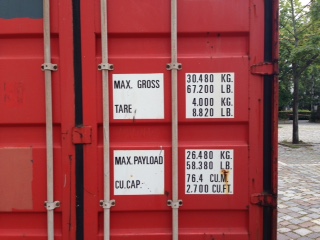 MAX. GROSS 30.480 KG.
67.200 LB.
TARE 4.000 KG.
8.820 LB.
MAX.PAYLOAD 26.480 KG.
58.380 LB.
CU.CAP. 76.4 CU.M.
2.700 CU.FT.